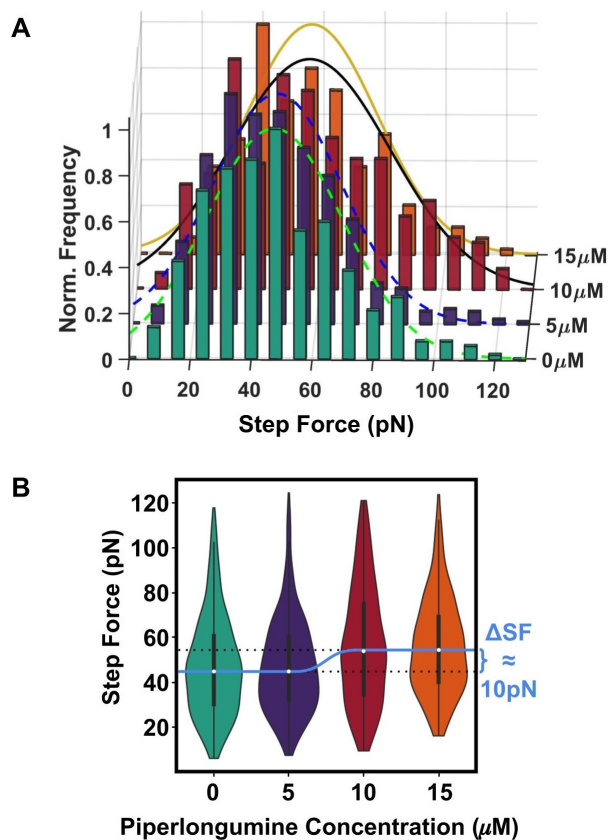 A
Norm. Frequency
1
0.8
0.6
0.4
0.2
0
15μM
10μM
5μM
0μM
0 20 40 60 80 100 120
Step Force (pN)
B
Step Force (pN)
120
100
80
60
40
20
ΔSF
≈
10pN
0 5 10 15
Piperlongumine Concentration (μM)